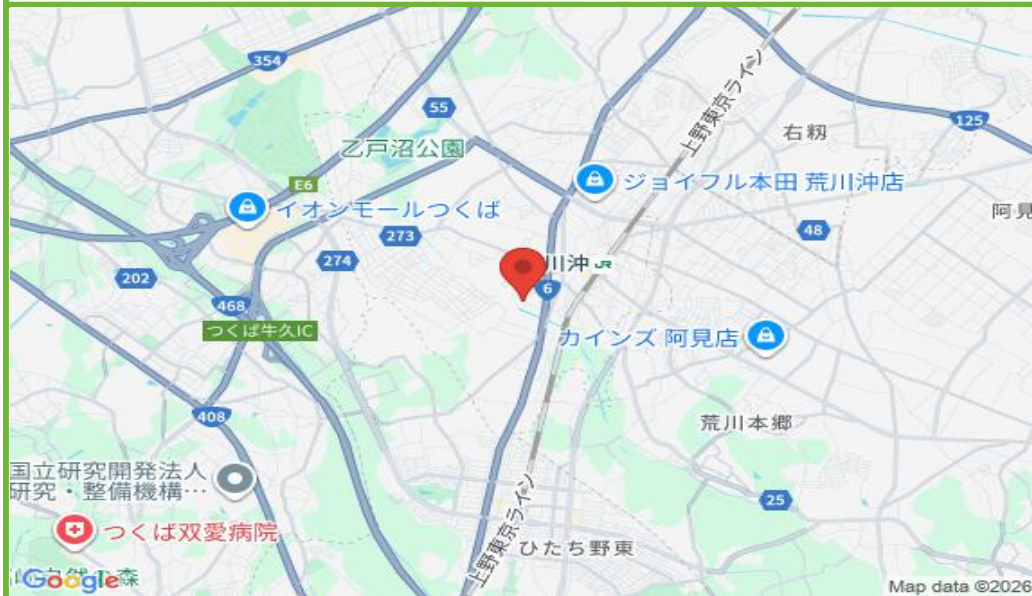 354
55
上野東京ライン
125
右籾
乙戸沼公園
E6
ジョイフル本田 荒川沖店
イオンモールつくば
阿見
273
48
274
川沖
JR
202
6
468
つくば牛久IC
カインズ 阿見店
408
荒川本郷
国立研究開発法人
研究・整備機構…
25
つくば双愛病院
上野東京ライン
ひたち野東
Google
森
Map data ©2026